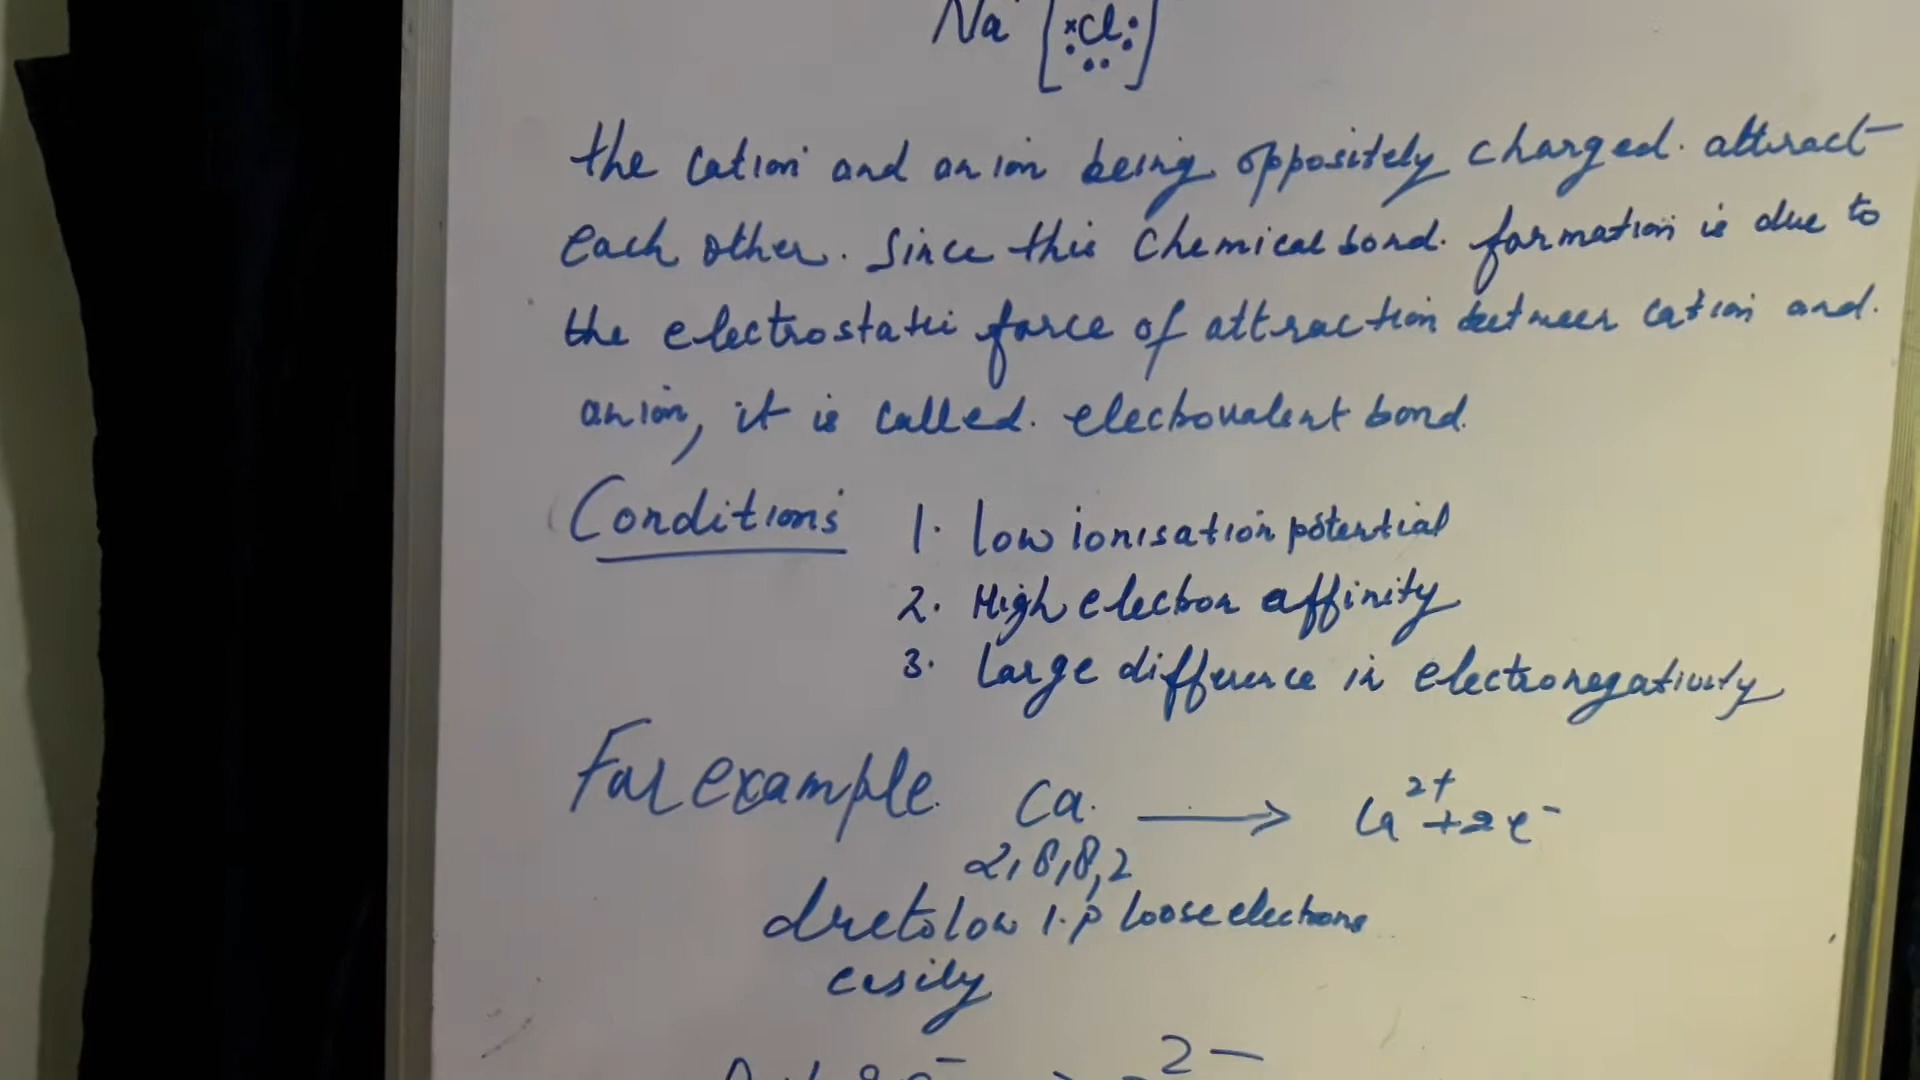 Na [×Cl:]
the cation and anion being oppositely charged. attract
each other. Since this chemical bond. formation is due to
the electrostatic force of attraction between cation and.
anion, it is called. electrovalent bond.
Conditions 1. low ionisation potential
2. High electron affinity
3. large difference in electronegativity
For example. Ca. ⟶ Ca²⁺+2e⁻
2,8,8,2
due to low I.P loose electrons
easily
2−